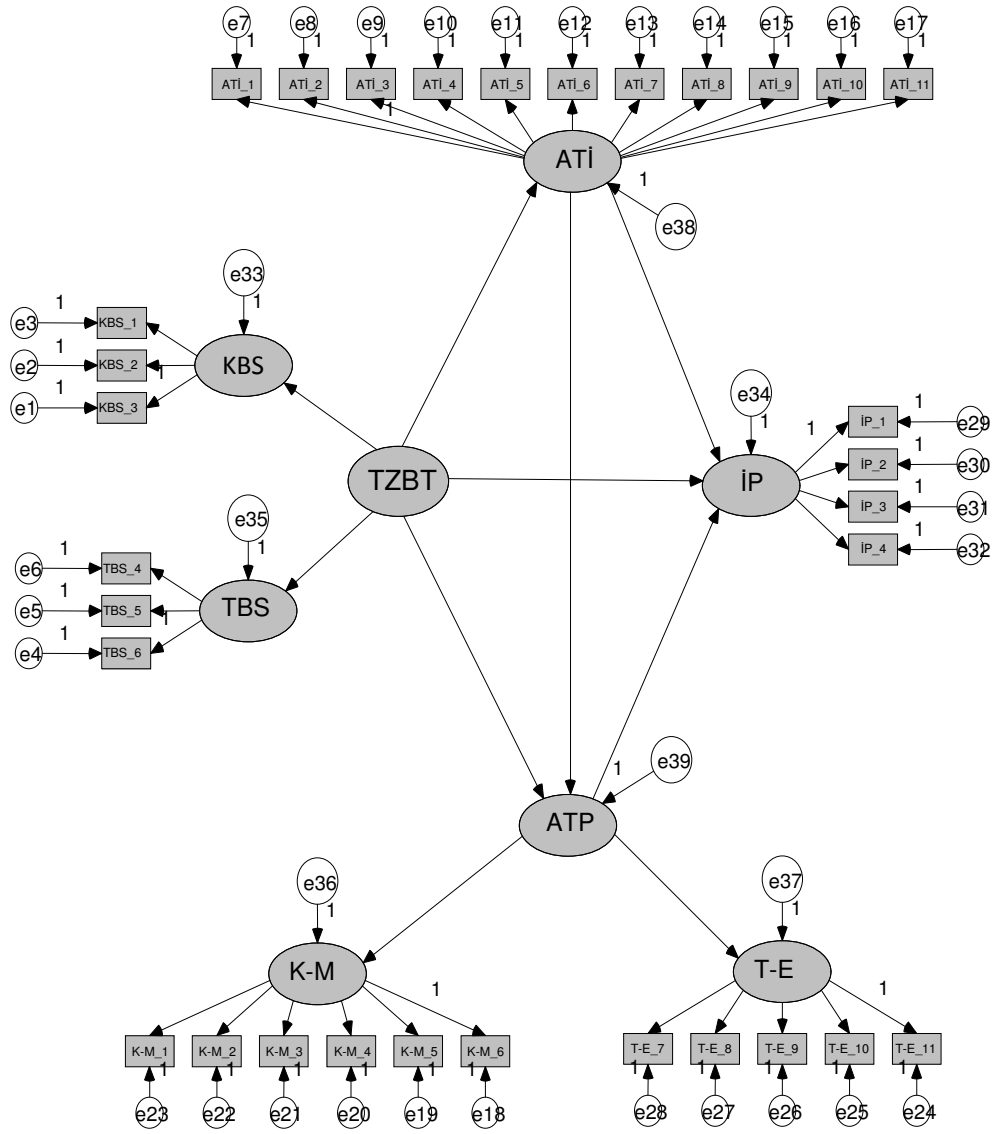 e7 e8 e9 e10 e11 e12 e13 e14 e15 e16 e17
1 1 1 1 1 1 1 1 1 1 1
ATİ_1 ATİ_2 ATİ_3 ATİ_4 ATİ_5 ATİ_6 ATİ_7 ATİ_8 ATİ_9 ATİ_10 ATİ_11
1
ATİ
1
e38
e33
1
1
e3 KBS_1
1
e2 KBS_2 1
KBS
1
e1 KBS_3
e34
1
1
İP_1 1 e29
İP_2 1 e30
İP
İP_3 1 e31
İP_4 1 e32
TZBT
e35
1
1
e6 TBS_4
1
e5 TBS_5 1
TBS
1
e4 TBS_6
e39
1
ATP
e36
1
e37
1
K-M
1
T-E
1
K-M_1 K-M_2 K-M_3 K-M_4 K-M_5 K-M_6
1 1 1 1 1 1
e23 e22 e21 e20 e19 e18
T-E_7 T-E_8 T-E_9 T-E_10 T-E_11
1 1 1 1 1
e28 e27 e26 e25 e24